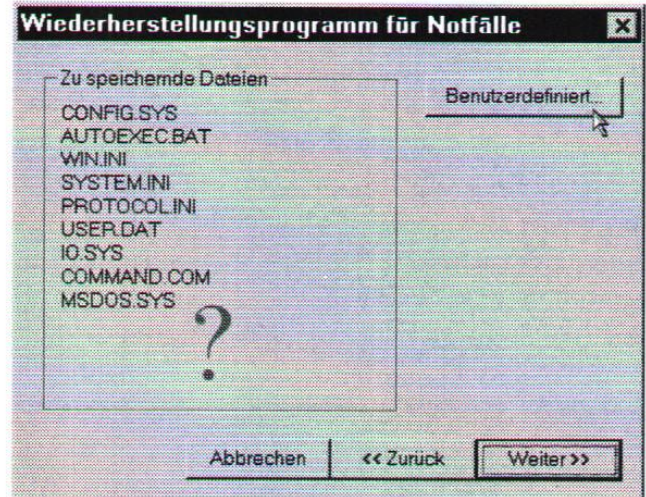 Wiederherstellungsprogramm für Notfälle
Zu speichernde Dateien
Benutzerdefiniert...
CONFIG.SYS
AUTOEXEC.BAT
WIN.INI
SYSTEM.INI
PROTOCOL.INI
USER.DAT
IO.SYS
COMMAND.COM
MSDOS.SYS
?
Abbrechen
<< Zurück
Weiter >>